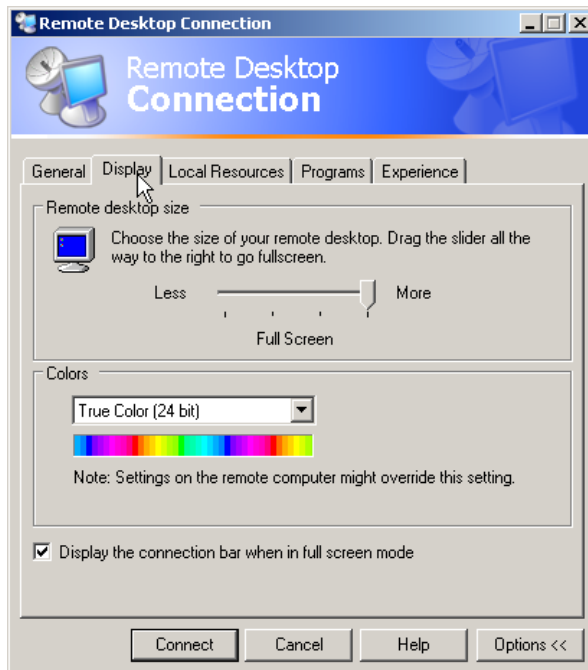 Remote Desktop Connection
Remote Desktop
Connection
General Display Local Resources Programs Experience
Remote desktop size
Choose the size of your remote desktop. Drag the slider all the
way to the right to go fullscreen.
Less More
Full Screen
Colors
True Color (24 bit)
Note: Settings on the remote computer might override this setting.
Display the connection bar when in full screen mode
Connect Cancel Help Options <<